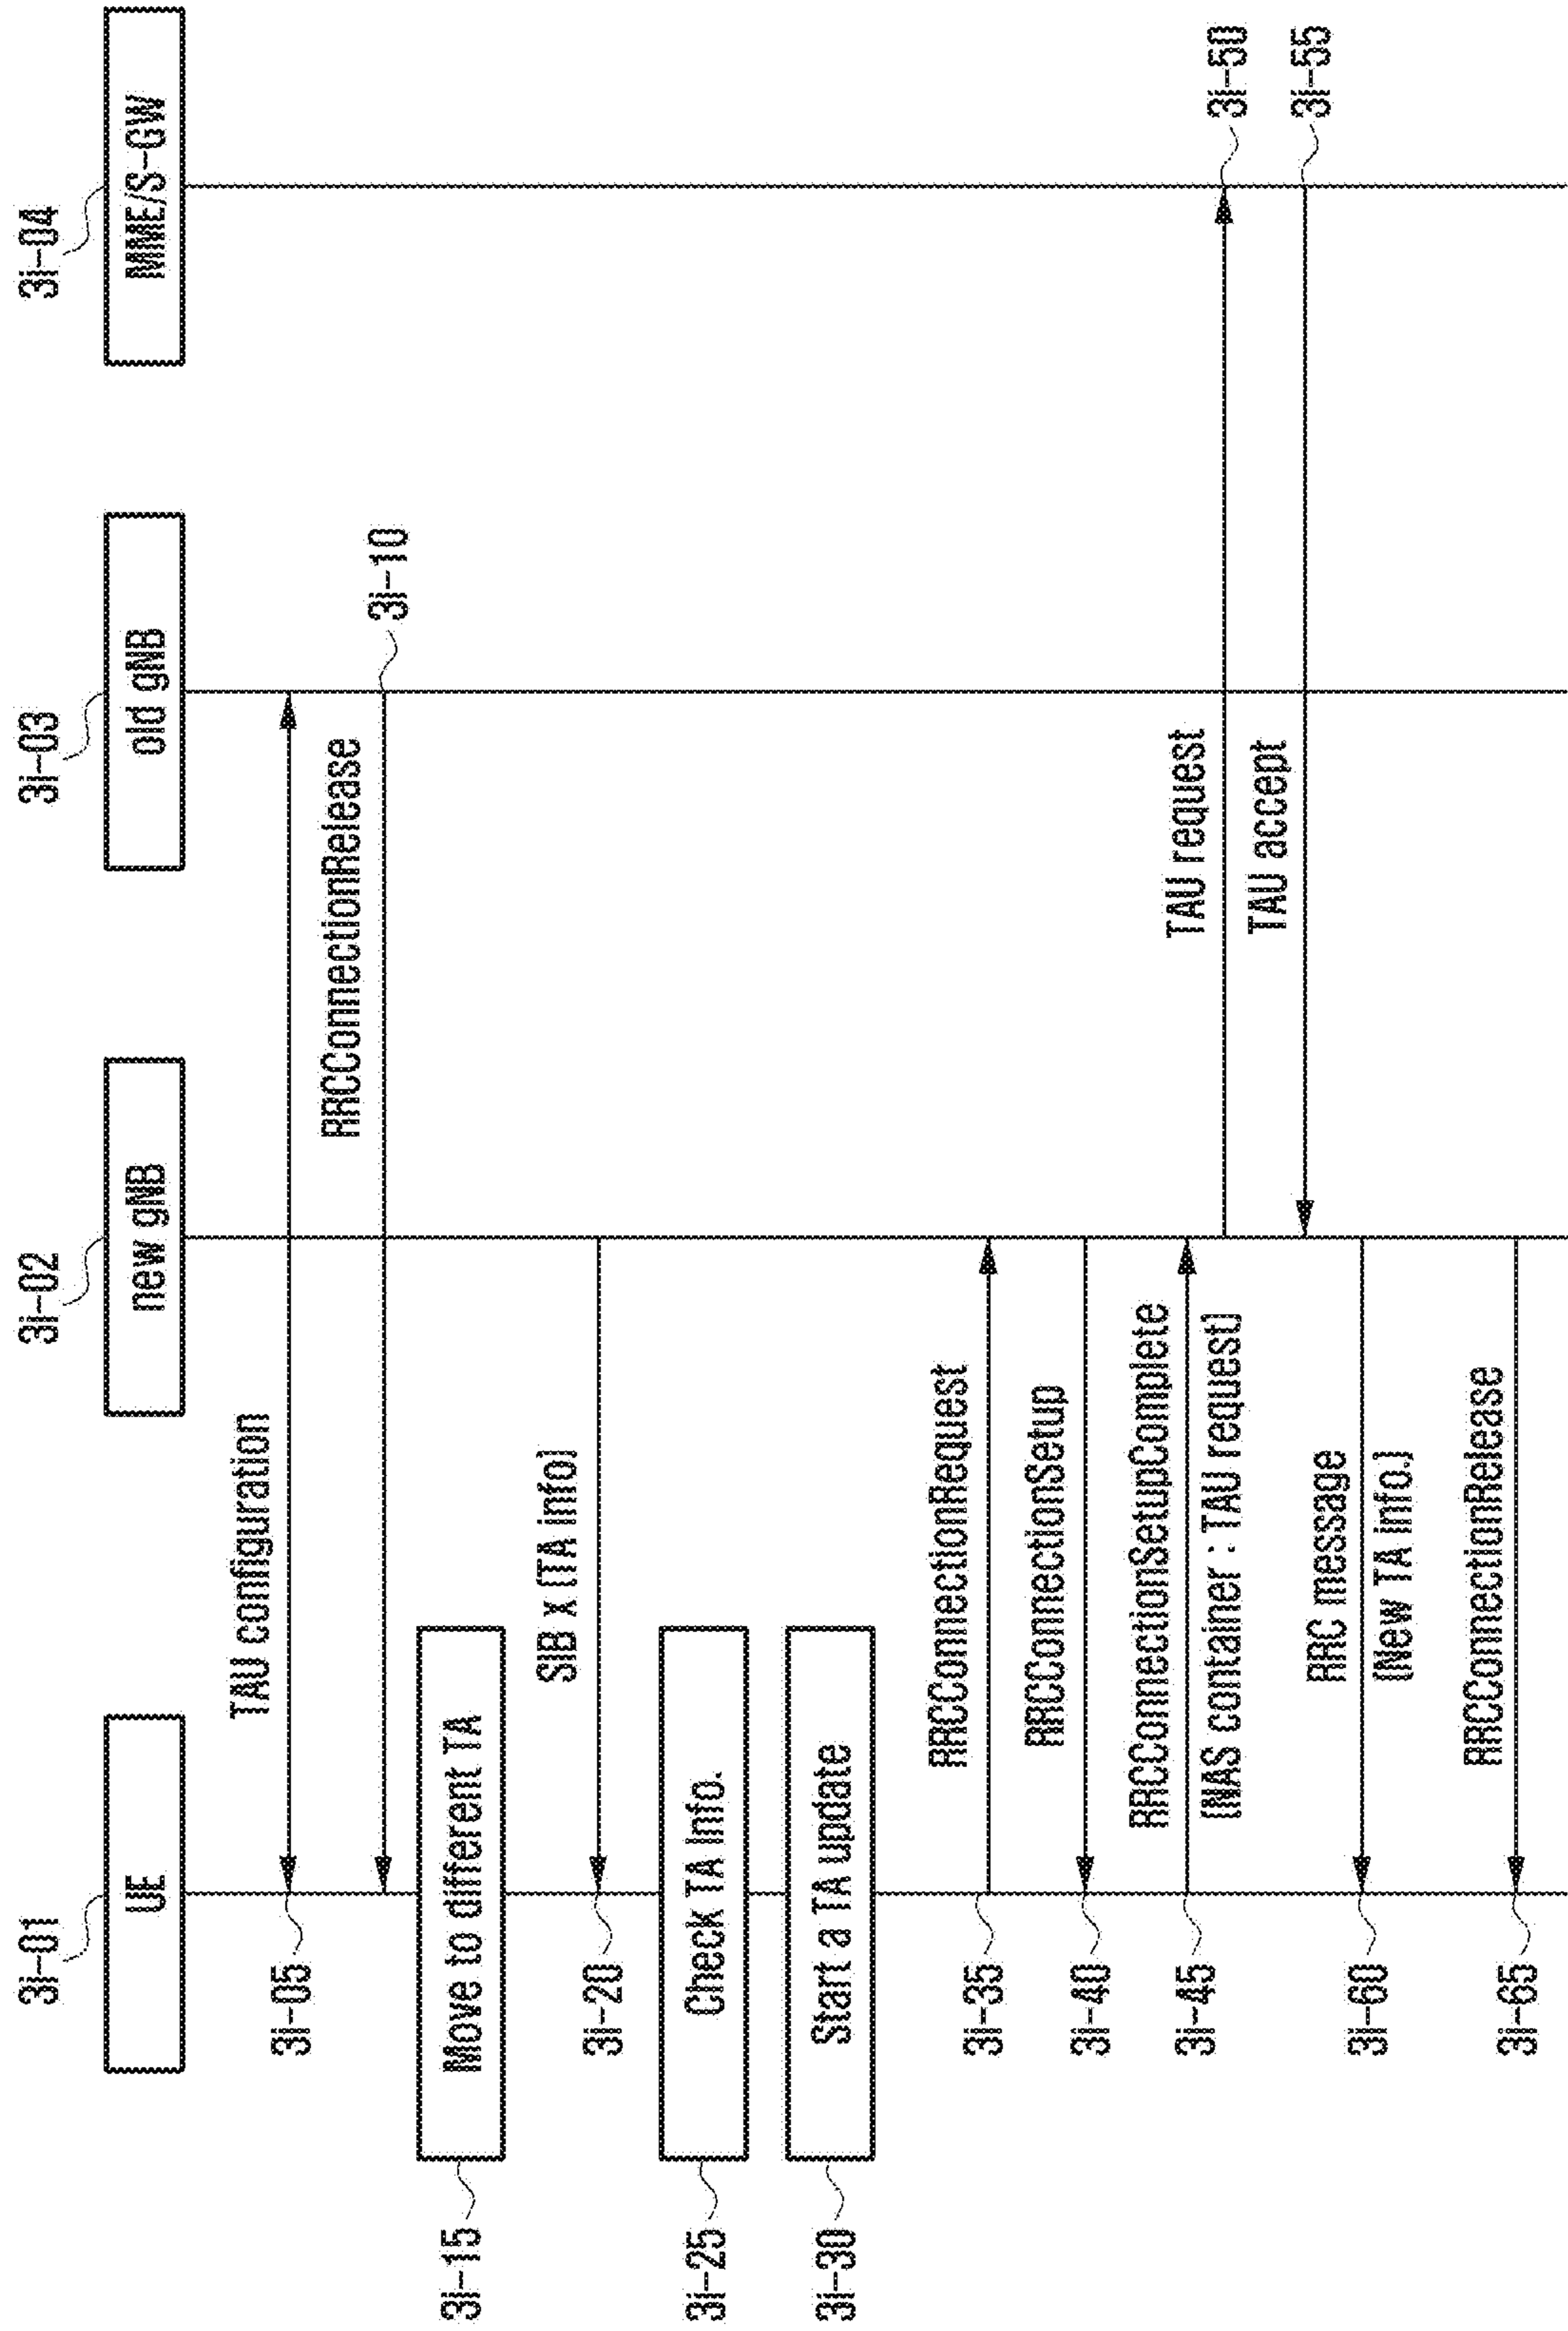 3i-01
3i-02
3i-03
3i-04
UE
new gNB
old gNB
MME/S-GW
TAU configuration
3i-05
RRCConnectionRelease
3i-10
Move to different TA
3i-15
SIB x (TA info)
3i-20
Check TA Info.
3i-25
Start a TA update
3i-30
RRCConnectionRequest
3i-35
RRCConnectionSetup
3i-40
RRCConnectionSetupComplete
(NAS container : TAU request)
3i-45
TAU request
3i-50
TAU accept
3i-55
RRC message
(New TA info.)
3i-60
RRCConnectionRelease
3i-65